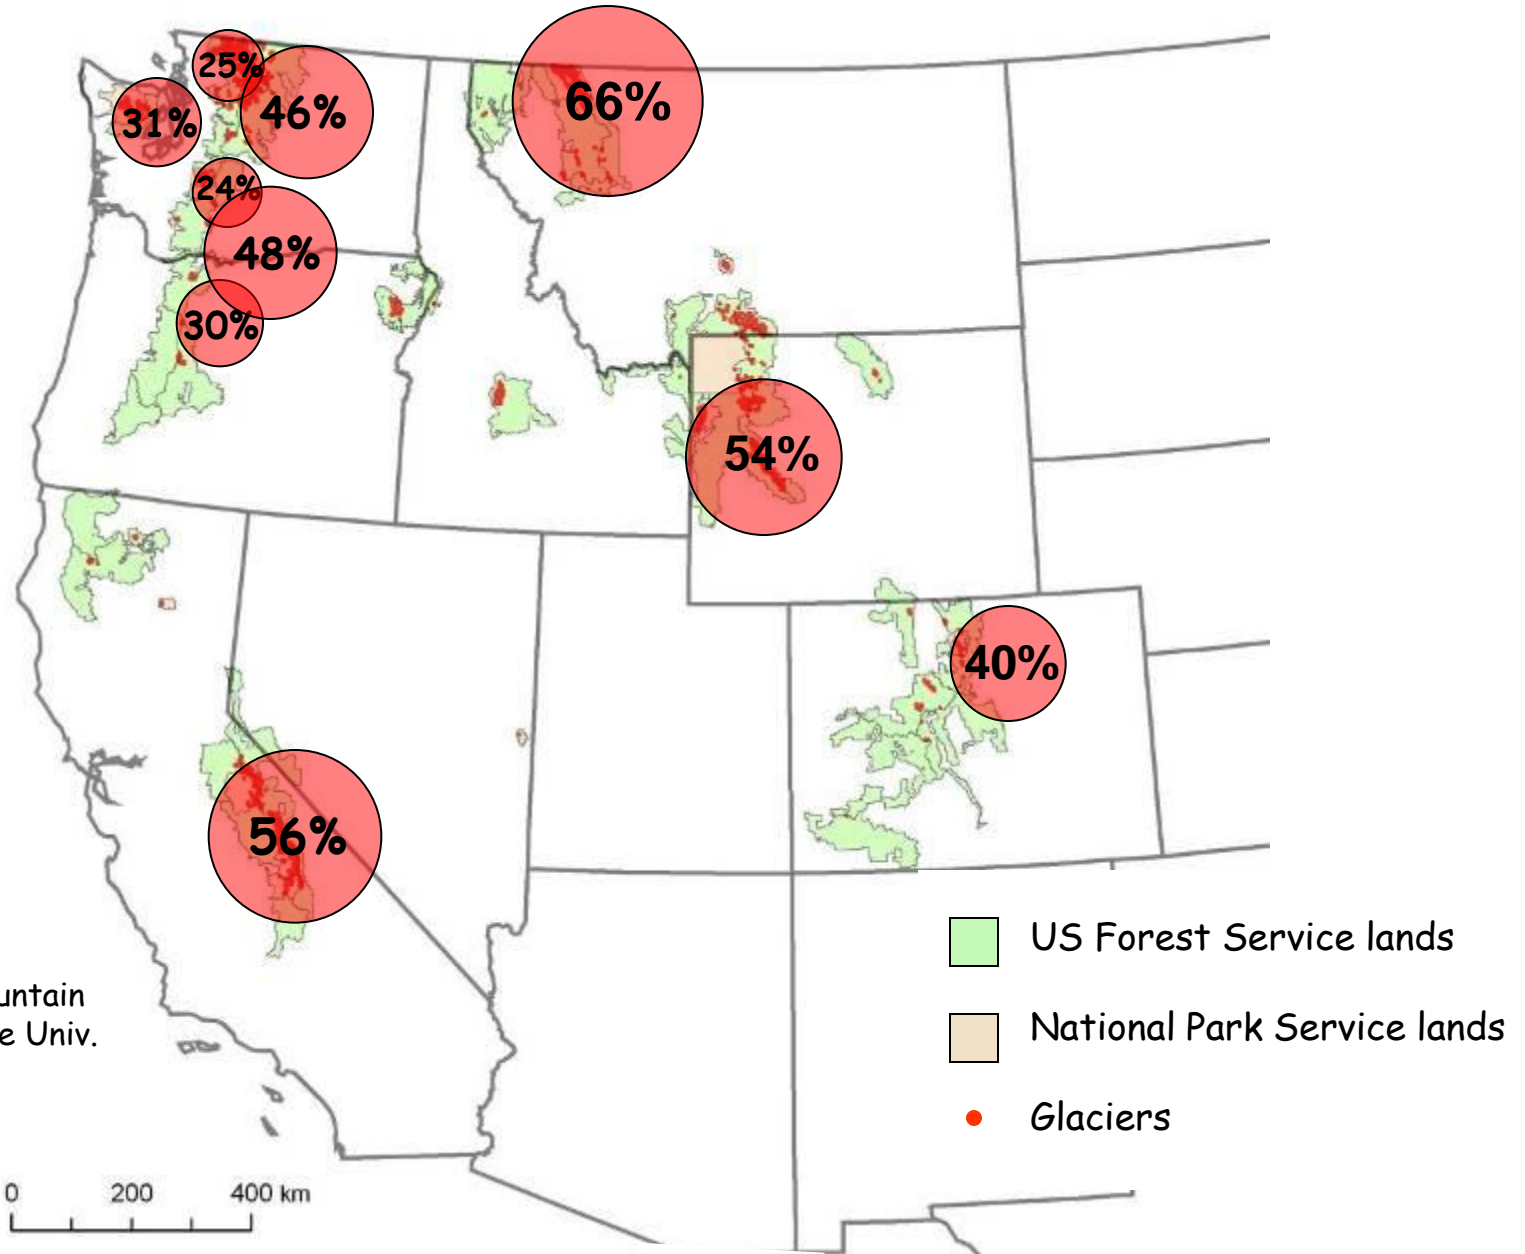 25%
46%
66%
31%
24%
48%
30%
54%
40%
56%
US Forest Service lands
National Park Service lands
Glaciers
Univ.
0 200 400 km